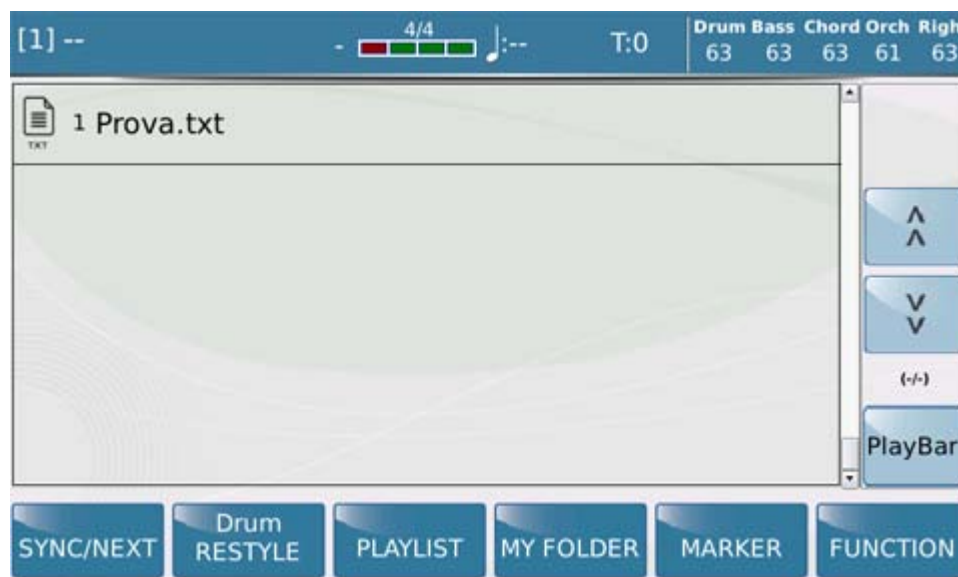 [1] -- - 4/4 :-- T:0
Drum Bass Chord Orch Righ
63 63 63 61 63
TXT 1 Prova.txt
(-/-)
PlayBar
SYNC/NEXT Drum RESTYLE PLAYLIST MY FOLDER MARKER FUNCTION